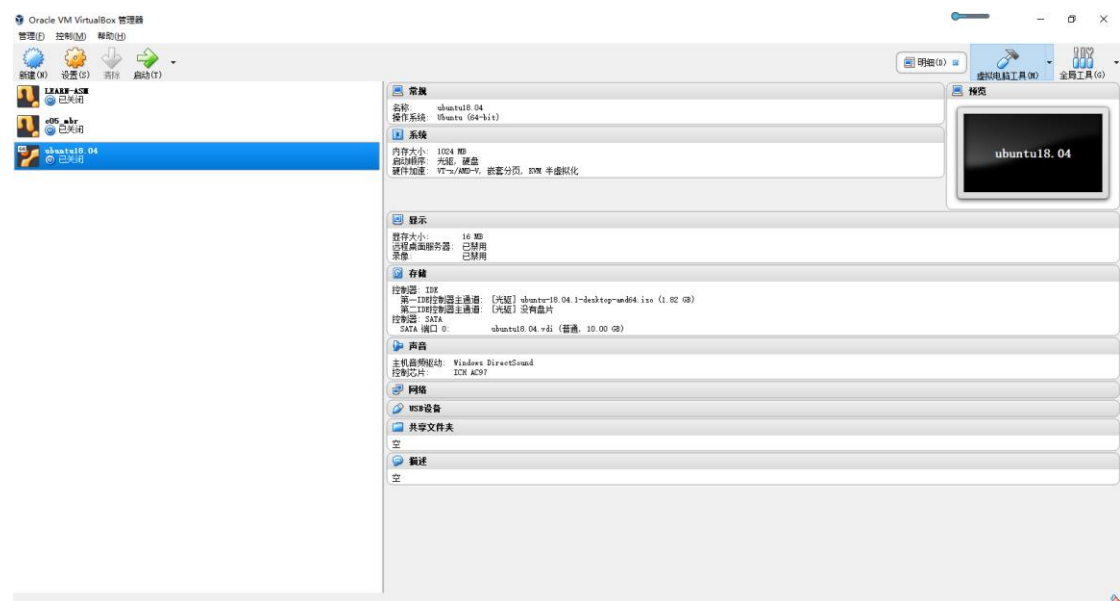 Oracle VM VirtualBox 管理器
管理(F) 控制(M) 帮助(H)
新建(N) 设置(S) 清除 启动(T)
明细(D) 虚拟电脑工具(M) 全局工具(G)
LEARN-ASM
已关闭
c05_mbr
已关闭
ubuntu18.04
已关闭
常规
名称: ubuntu18.04
操作系统: Ubuntu (64-bit)
系统
内存大小: 1024 MB
启动顺序: 光驱, 硬盘
硬件加速: VT-x/AMD-V, 嵌套分页, KVM 半虚拟化
预览
ubuntu18.04
显示
显存大小: 16 MB
远程桌面服务器: 已禁用
录像: 已禁用
存储
控制器: IDE
第一IDE控制器主通道: [光驱] ubuntu-18.04.1-desktop-amd64.iso (1.82 GB)
第二IDE控制器主通道: [光驱] 没有盘片
控制器: SATA
SATA 端口 0: ubuntu18.04.vdi (普通, 10.00 GB)
声音
主机音频驱动: Windows DirectSound
控制芯片: ICH AC97
网络
USB设备
共享文件夹
空
描述
空